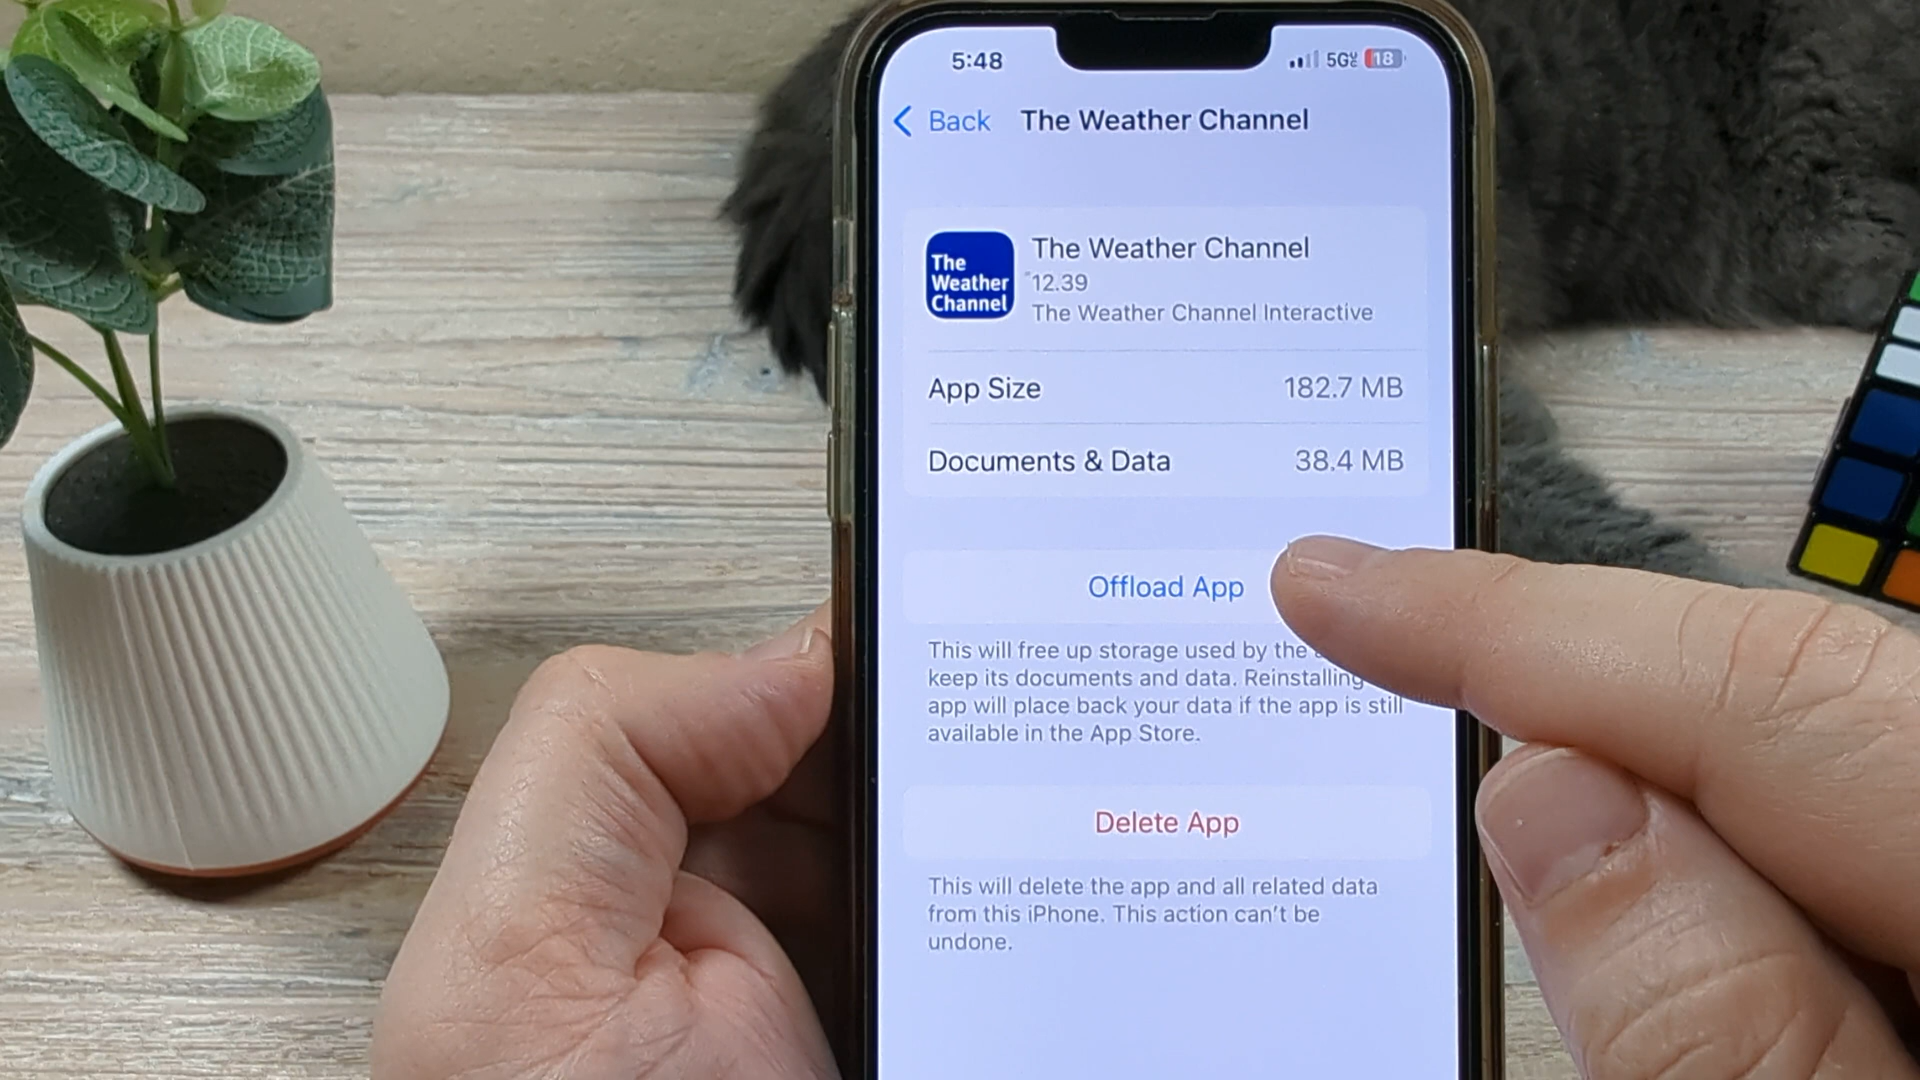 5:48 5G 18
Back The Weather Channel
The
Weather
Channel
The Weather Channel
12.39
The Weather Channel Interactive
App Size 182.7 MB
Documents & Data 38.4 MB
Offload App
This will free up storage used by the
keep its documents and data. Reinstalling
app will place back your data if the app is still
available in the App Store.
Delete App
This will delete the app and all related data
from this iPhone. This action can't be
undone.